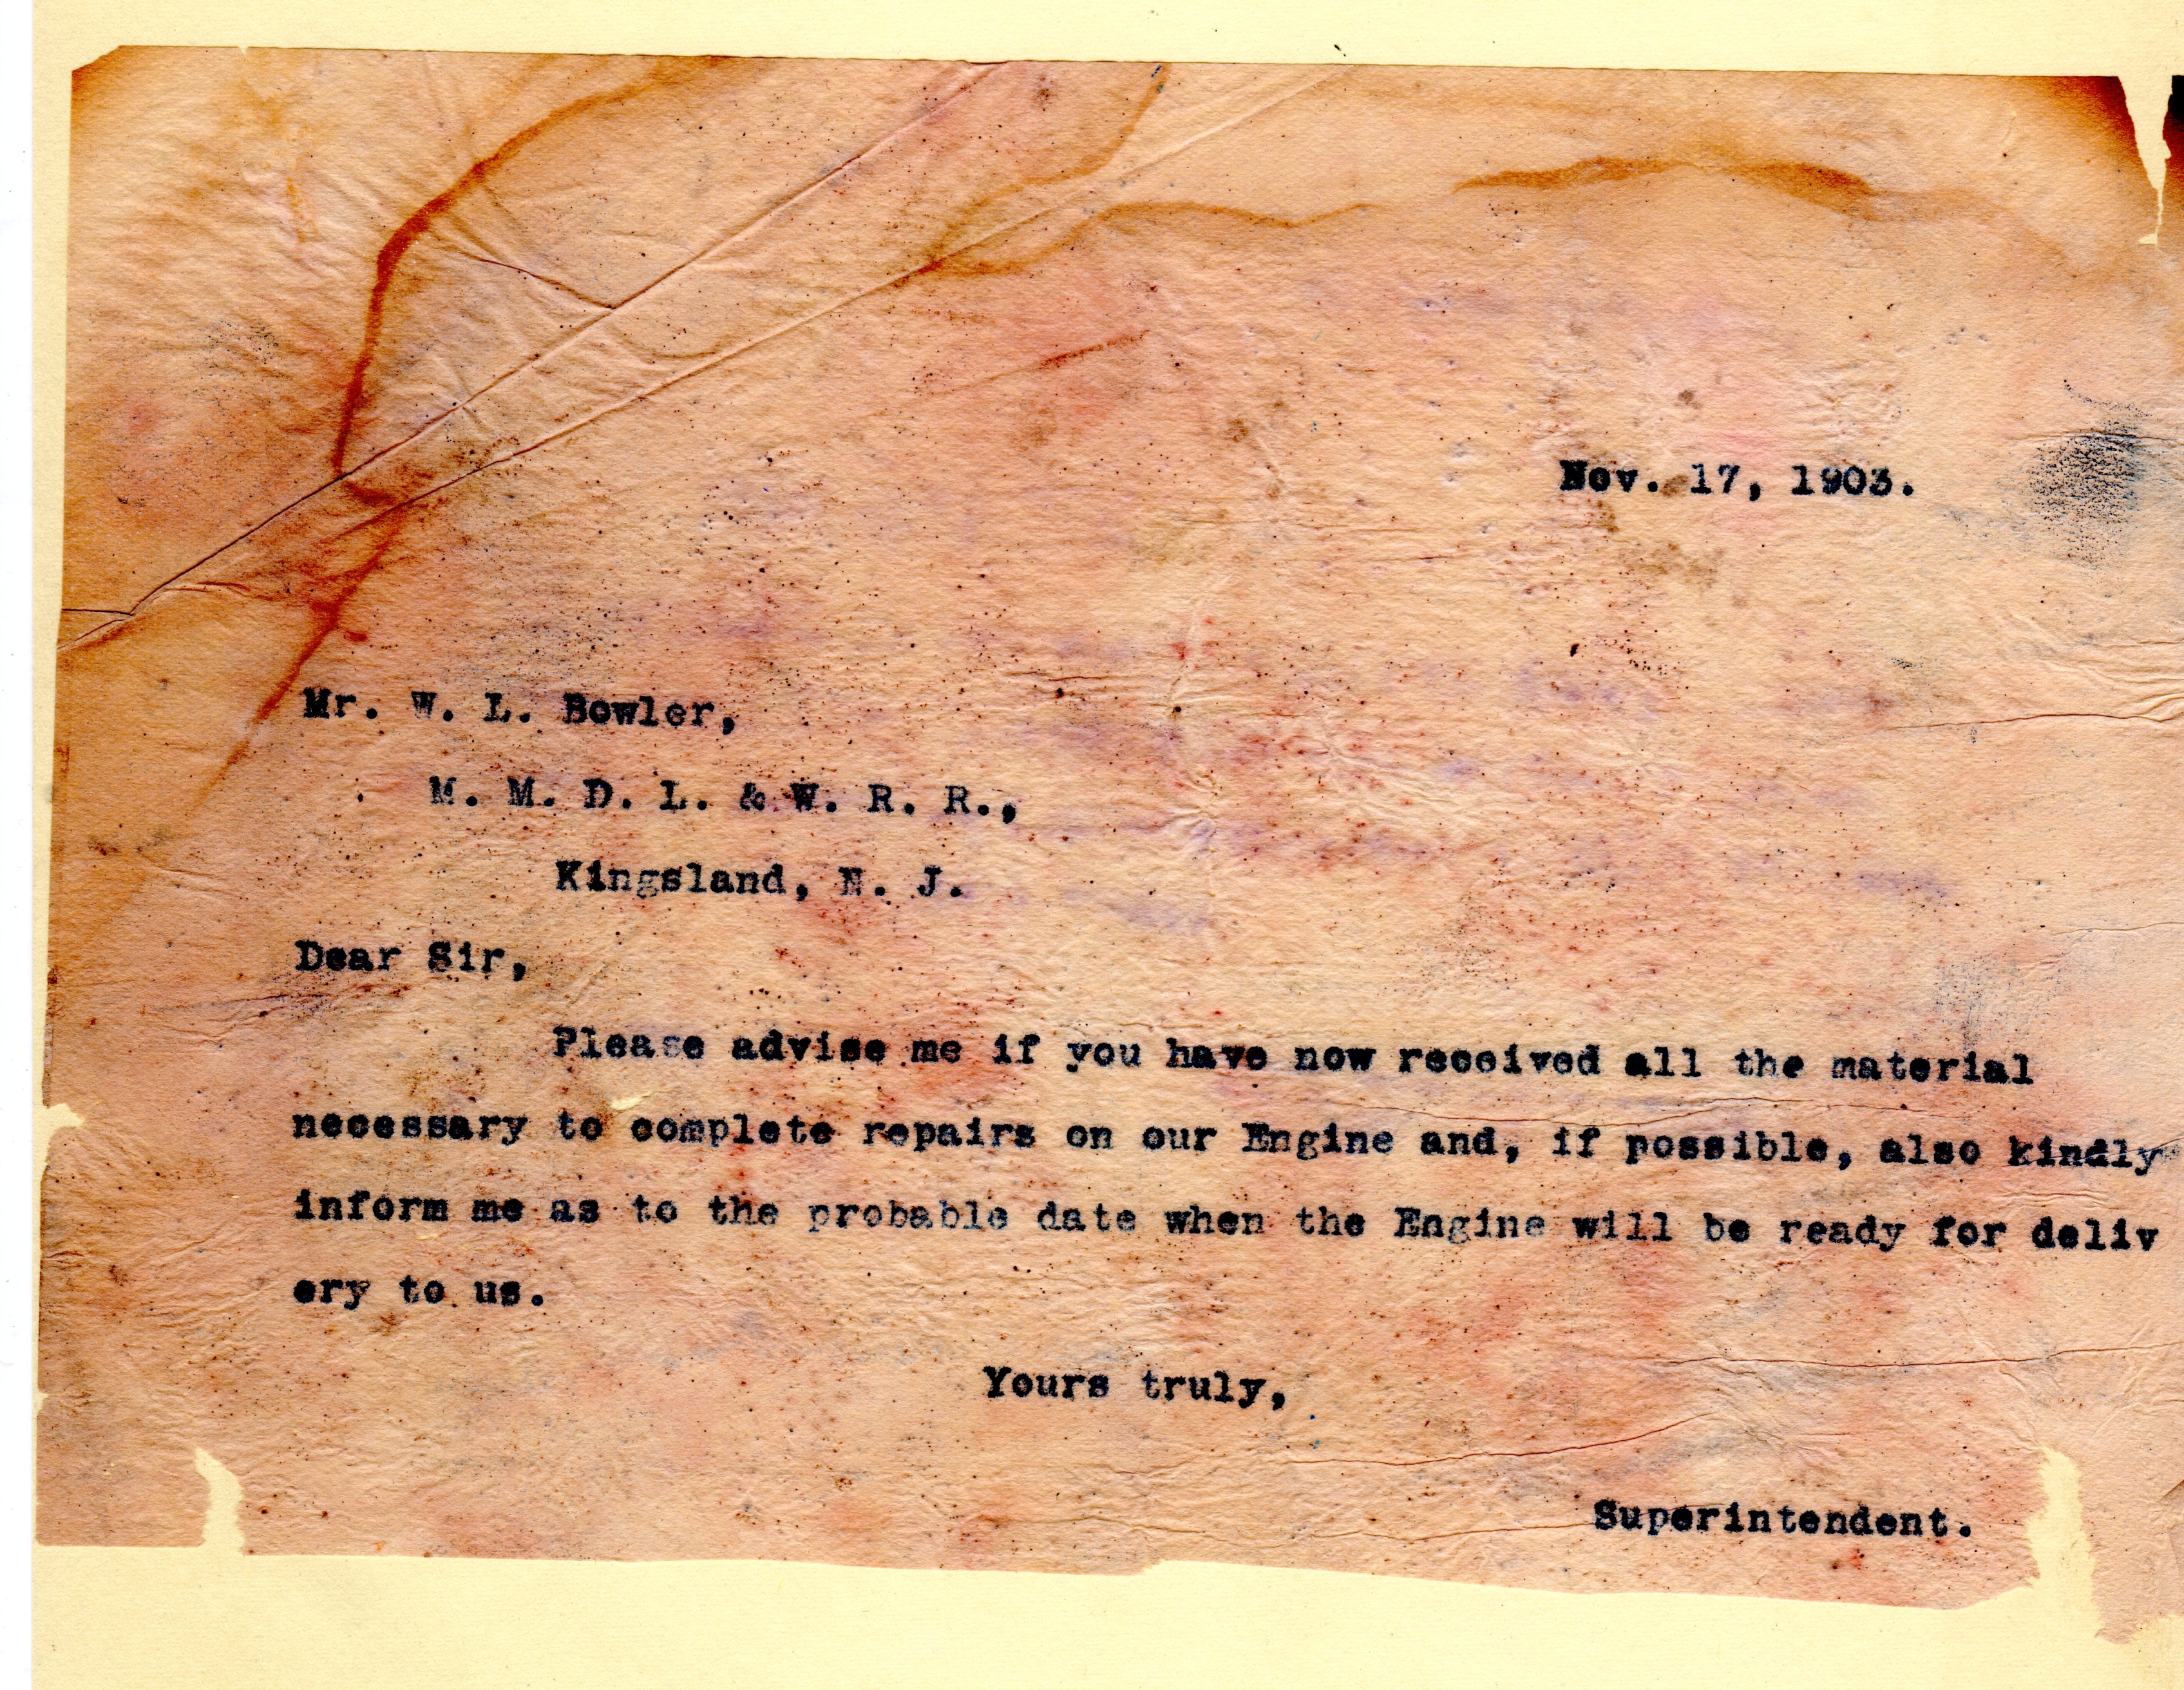 Nov. 17, 1903.
Mr. W. L. Bowler,
M. M. D. L. & W. R. R.,
Kingsland, N. J.
Dear Sir,
Please advise me if you have now received all the material
necessary to complete repairs on our Engine and, if possible, also kindly
inform me as to the probable date when the Engine will be ready for deliv
ery to us.
Yours truly,
Superintendent.